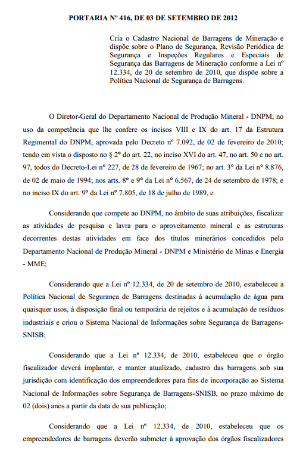 PORTARIA Nº 416, DE 03 DE SETEMBRO DE 2012
Cria o Cadastro Nacional de Barragens de Mineração e
dispõe sobre o Plano de Segurança, Revisão Periódica de
Segurança e Inspeções Regulares e Especiais de
Segurança das Barragens de Mineração conforme a Lei nº
12.334, de 20 de setembro de 2010, que dispõe sobre a
Política Nacional de Segurança de Barragens.
O Diretor-Geral do Departamento Nacional de Produção Mineral - DNPM, no
uso da competência que lhe confere os incisos VIII e IX do art. 17 da Estrutura
Regimental do DNPM, aprovada pelo Decreto nº 7.092, de 02 de fevereiro de 2010;
tendo em vista o disposto no § 2º do art. 22, no inciso XVI do art. 47, no art. 50 e no art.
97, todos do Decreto-Lei nº 227, de 28 de fevereiro de 1967; no art. 3º da Lei nº 8.876,
de 02 de maio de 1994; nos arts. 8º e 9º da Lei nº 6.567, de 24 de setembro de 1978; e
no inciso IX do art. 9º da Lei nº 7.805, de 18 de julho de 1989, e
Considerando que compete ao DNPM, no âmbito de suas atribuições, fiscalizar
as atividades de pesquisa e lavra para o aproveitamento mineral e as estruturas
decorrentes destas atividades em face dos títulos minerários concedidos pelo
Departamento Nacional de Produção Mineral - DNPM e Ministério de Minas e Energia
- MME;
Considerando que a Lei nº 12.334, de 20 de setembro de 2010, estabeleceu a
Política Nacional de Segurança de Barragens destinadas à acumulação de água para
quaisquer usos, à disposição final ou temporária de rejeitos e à acumulação de resíduos
industriais e criou o Sistema Nacional de Informações sobre Segurança de Barragens-
SNISB;
Considerando que a Lei nº 12.334, de 2010, estabeleceu que o órgão
fiscalizador deverá implantar, e manter atualizado, cadastro das barragens sob sua
jurisdição com identificação dos empreendedores para fins de incorporação ao Sistema
Nacional de Informações sobre Segurança de Barragens-SNISB, no prazo máximo de
02 (dois) anos a partir da data de sua publicação;
Considerando que a Lei nº 12.334, de 2010, estabeleceu que os
empreendedores de barragens deverão submeter à aprovação dos órgãos fiscalizadores